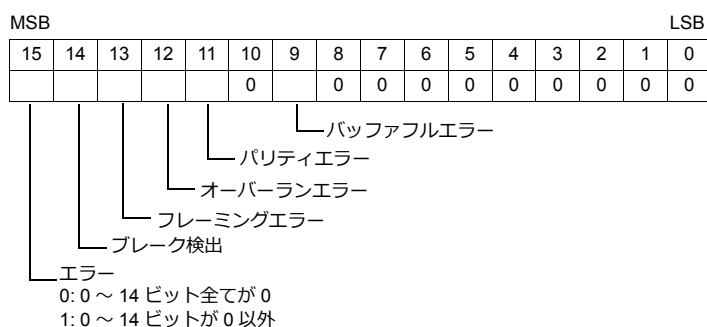 MSB LSB
15 14 13 12 11 10 9 8 7 6 5 4 3 2 1 0
0 0 0 0 0 0 0 0 0 0
バッファフルエラー
パリティエラー
オーバーランエラー
フレーミングエラー
ブレーク検出
エラー
0: 0 ～ 14 ビット全てが 0
1: 0 ～ 14 ビットが 0 以外